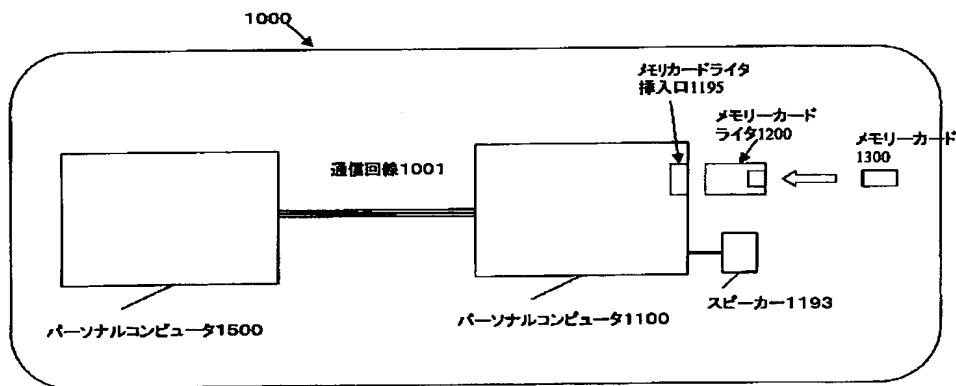 1000
メモリカードライタ
挿入口1195
メモリーカード
ライタ1200
メモリーカード
1300
通信回線1001
スピーカー1193
パーソナルコンピュータ1500
パーソナルコンピュータ1100